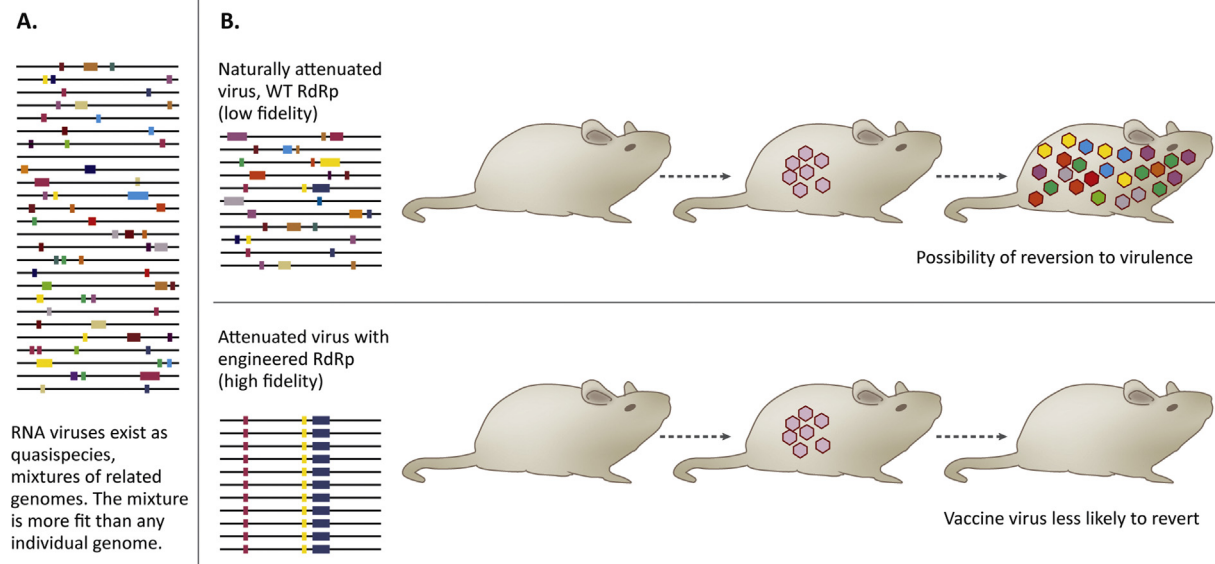 A.
RNA viruses exist as
quasispecies,
mixtures of related
genomes. The mixture
is more fit than any
individual genome.
B.
Naturally attenuated
virus, WT RdRp
(low fidelity)
Possibility of reversion to virulence
Attenuated virus with
engineered RdRp
(high fidelity)
Vaccine virus less likely to revert